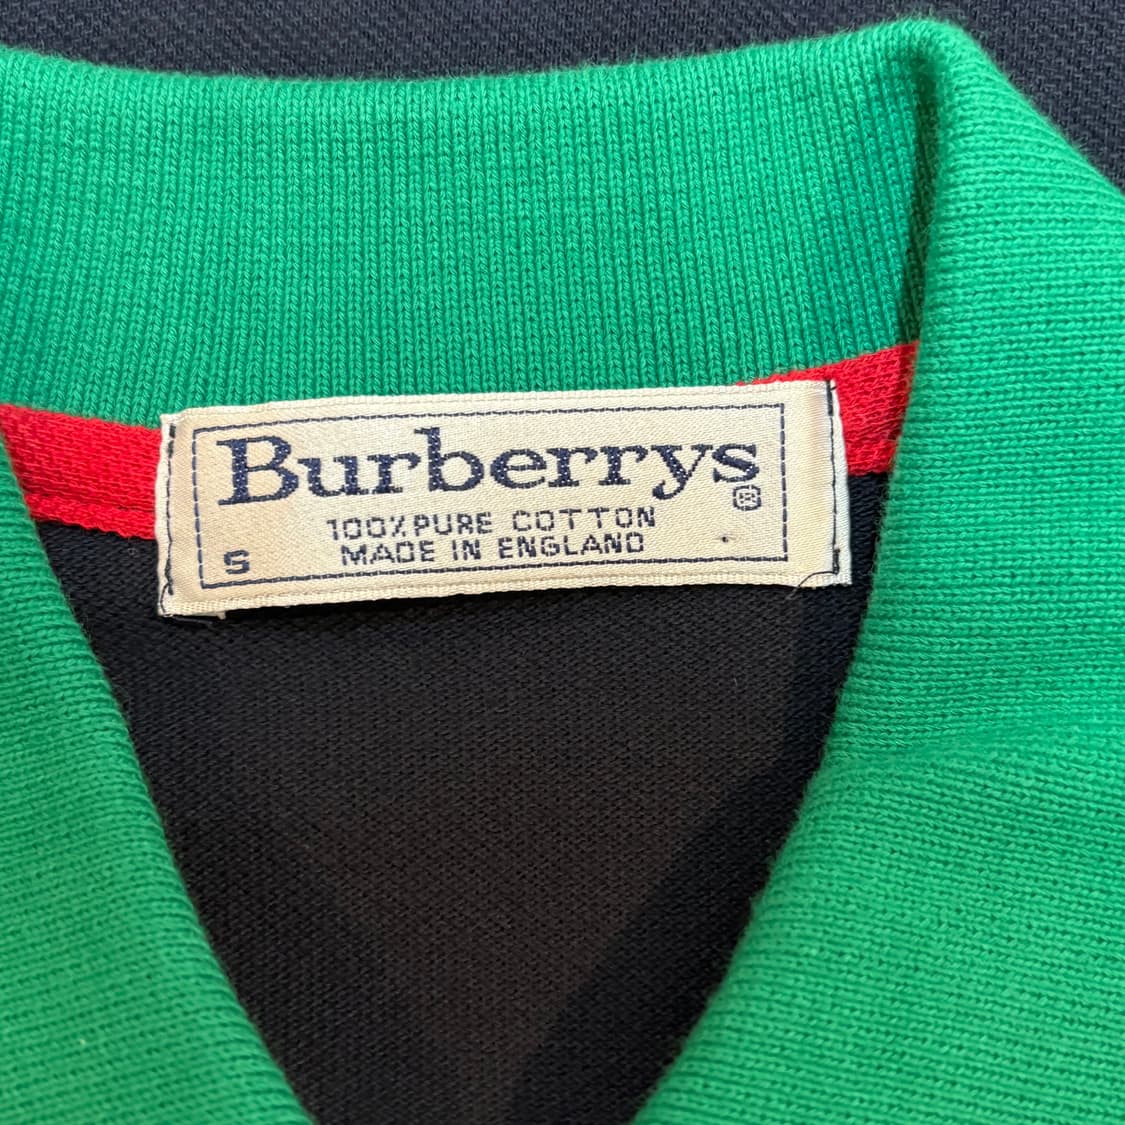 Burberrys®
100% PURE COTTON
MADE IN ENGLAND
S